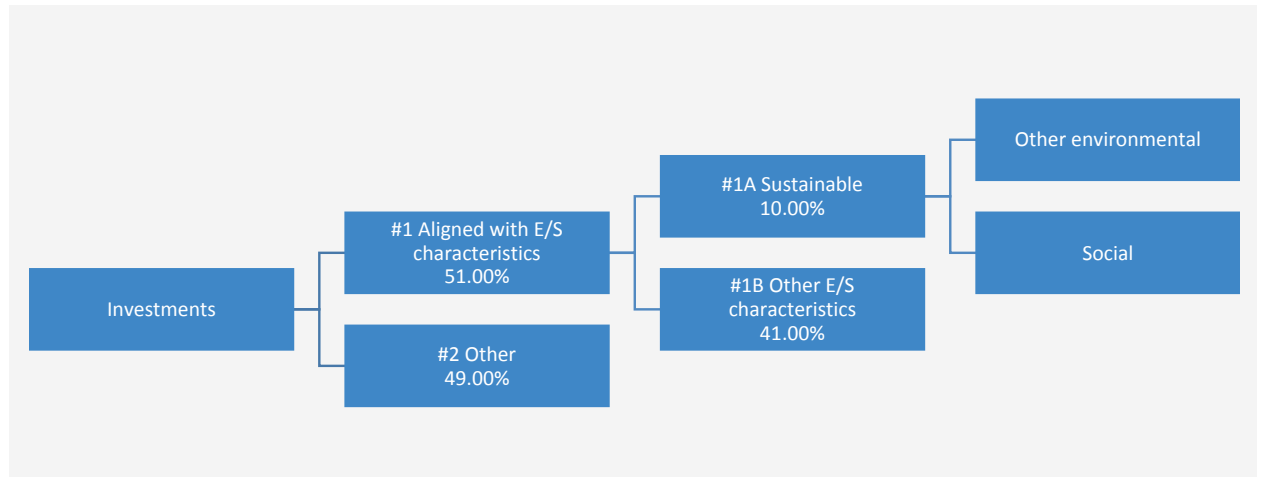 Investments
#1 Aligned with E/S
characteristics
51.00%
#2 Other
49.00%
#1A Sustainable
10.00%
#1B Other E/S
characteristics
41.00%
Other environmental
Social